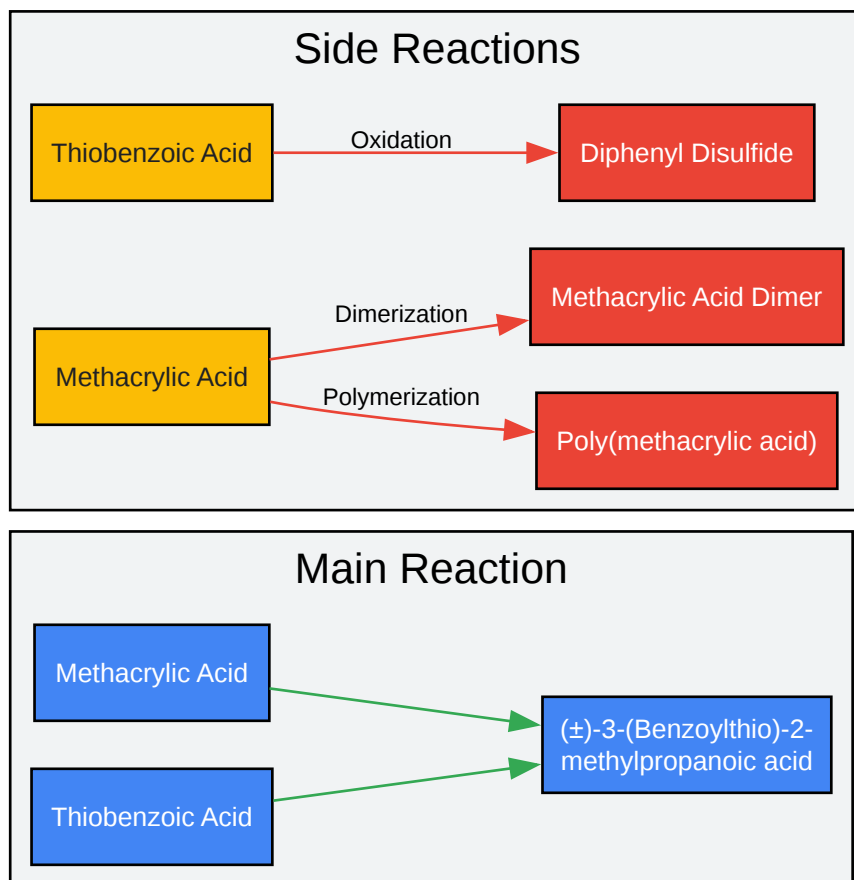 Side Reactions
Thiobenzoic Acid
Oxidation
Diphenyl Disulfide
Methacrylic Acid
Dimerization
Methacrylic Acid Dimer
Polymerization
Poly(methacrylic acid)
Main Reaction
Methacrylic Acid
Thiobenzoic Acid
(±)-3-(Benzoylthio)-2-
methylpropanoic acid